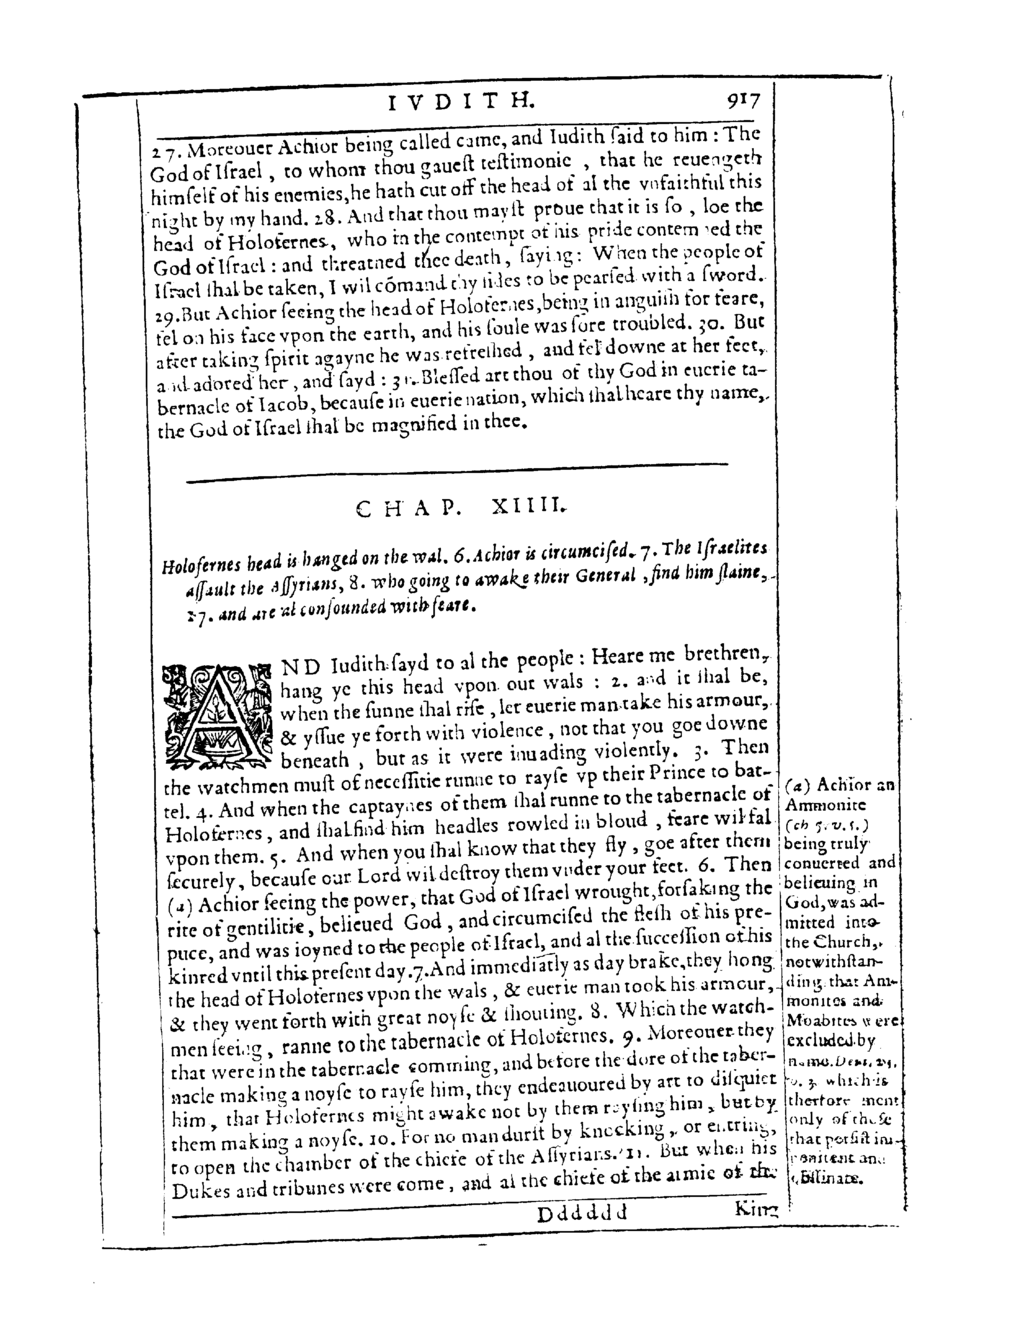 IVDITH. 917
27. Moreouer Achior being called came, and Iudith ſaid to him : The
God of Iſrael , to whom thou gaueſt teſtimonie , that he reuengeth
himſelf of his enemies,he hath cut off the head of al the vnfaithful this
night by my hand. 28. And that thou mayſt proue that it is ſo , loe the
head of Holofernes, who in the contempt of his pride contemned the
God of Iſrael : and threatned thee death, ſaying: When the people of
Iſrael ſhal be taken, I wil cõmand thy ſides to be pearſed with a ſword.
29.But Achior ſeeing the head of Holofernes,being in anguiſh for feare,
fel on his face vpon the earth, and his ſoule was ſore troubled. 30. But
after taking ſpirit agayne he was refreſhed , and fel downe at her feet,
and adored her , and ſayd : 31. Bleſſed art thou of thy God in euerie ta-
bernacle of Iacob, becauſe in euerie nation, which ſhal heare thy name,
the God of Iſrael ſhal be magnified in thee.
CHAP. XIIII.
Holofernes head is hanged on the wal. 6. Achior is circumciſed. 7. The Iſraelites
aſſault the Aſſyrians, 8. who going to awake their General , find him ſlaine,
17. and are al confounded with feare.
AND Iudith ſayd to al the people : Heare me brethren,
hang ye this head vpon out wals : 2. and it ſhal be,
when the ſunne ſhal riſe , let euerie man take his armour,
& yſſue ye forth with violence , not that you goe downe
beneath , but as it were inuading violently. 3. Then
the watchmen muſt of neceſſitie runne to rayſe vp their Prince to bat-
tel. 4. And when the captaynes of them ſhal runne to the tabernacle of
Holofernes , and ſhal find him headles rowled in bloud , feare wil fal
vpon them. 5. And when you ſhal know that they fly , goe after them
ſecurely, becauſe our Lord wil deſtroy them vnder your feet. 6. Then
(a) Achior ſeeing the power, that God of Iſrael wrought,forſaking the
rite of gentilitie , belieued God , and circumciſed the fleſh of his pre-
puce, and was ioyned to the people of Iſrael, and al the ſucceſſion of his
kinred vntil this preſent day.7.And immediatly as day brake,they hong
the head of Holofernes vpon the wals , & euerie man took his armour,
& they went forth with great noyſe & ſhouting. 8. Which the watch-
men ſeeing , ranne to the tabernacle of Holofernes. 9. Moreouer they
that were in the tabernacle comming, and before the dore of the taber-
nacle making a noyſe to rayſe him, they endeauoured by art to diſquiet
him , that Holofernes might awake not by them rayſing him , but by
them making a noyſe. 10. For no man durſt by knocking , or entring,
to open the chamber of the chiefe of the Aſſyrians. 11. But when his
Dukes and tribunes were come , and al the chiefe of the armie of the
Dddddd King
(a) Achior an
Ammonite
(ch 5. v. 5.)
being truly
conuerted and
belieuing in
God, was ad-
mitted into
the Church,
notwithſtan-
ding that Am-
monites and
Moabites were
excluded by
name. Deut. 23.
v. 3. which is
therfore ment
only of theſe
that perſiſt in-
penitent and
obſtinate.